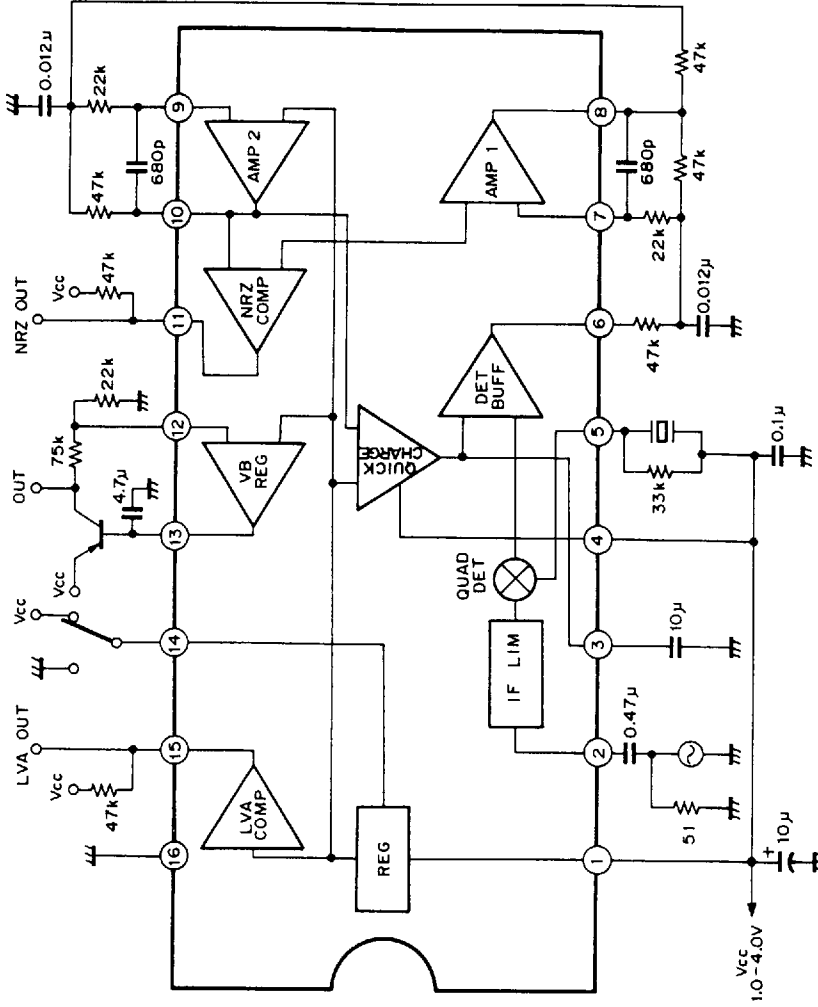 0.012μ
22k
9
680p
47k
10
AMP 2
47k
8
AMP 1
680p
47k
7
22k
NRZ OUT
Vcc
47k
11
NRZ
COMP
0.012μ
6
47k
22k
12
75k
OUT
4.7μ
13
Vcc
VB
REG
QUICK
CHARGE
DET
BUFF
5
33k
0.1μ
4
QUAD
DET
Vcc
14
3
10μ
IF LIM
2
0.47μ
51
LVA OUT
Vcc
47k
15
LVA
COMP
16
REG
1
+
10μ
Vcc
1.0-4.0V